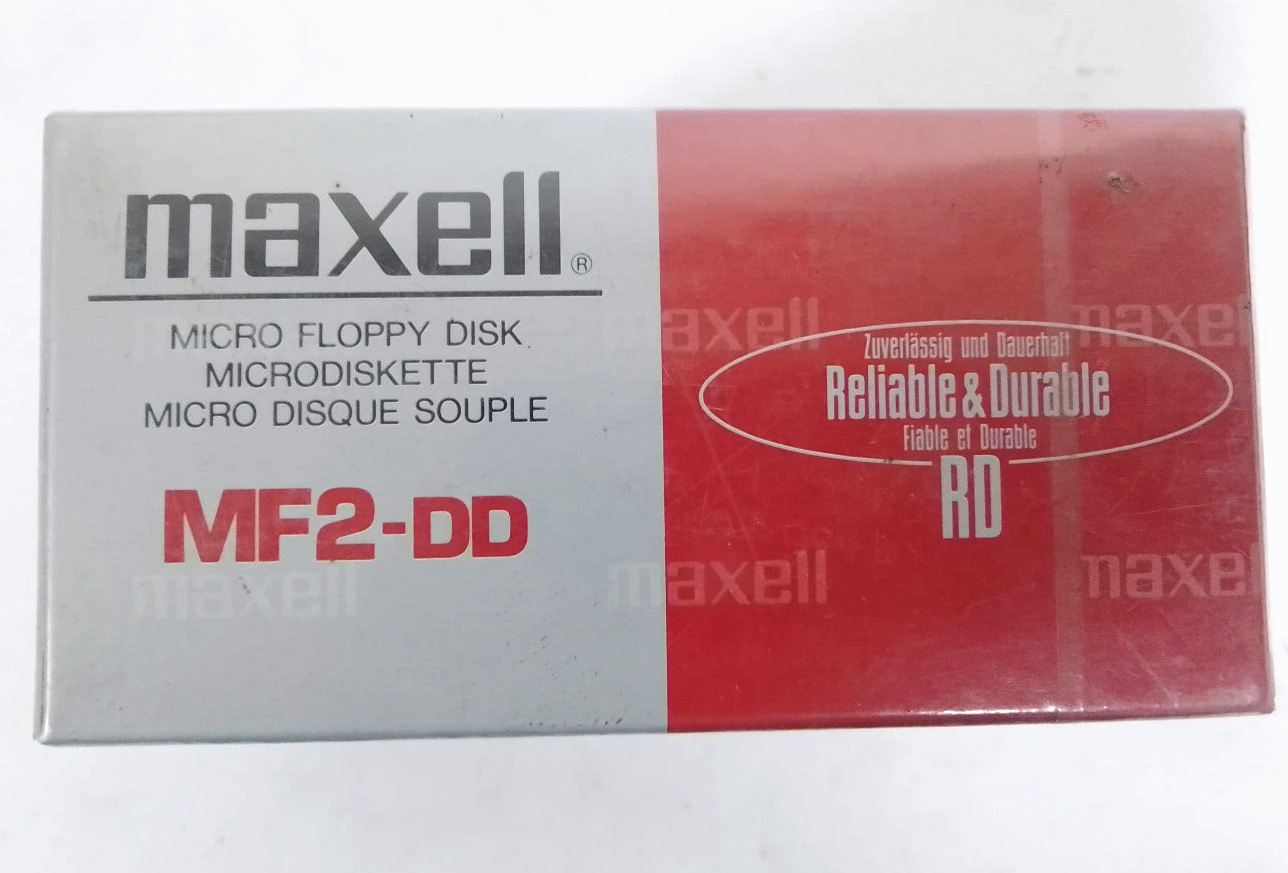 maxell®
MICRO FLOPPY DISK
MICRODISKETTE
MICRO DISQUE SOUPLE
MF2-DD
maxell
maxell
Zuverlässig und Dauerhaft
Reliable & Durable
Fiable et Durable
RD
maxell
maxell
maxell